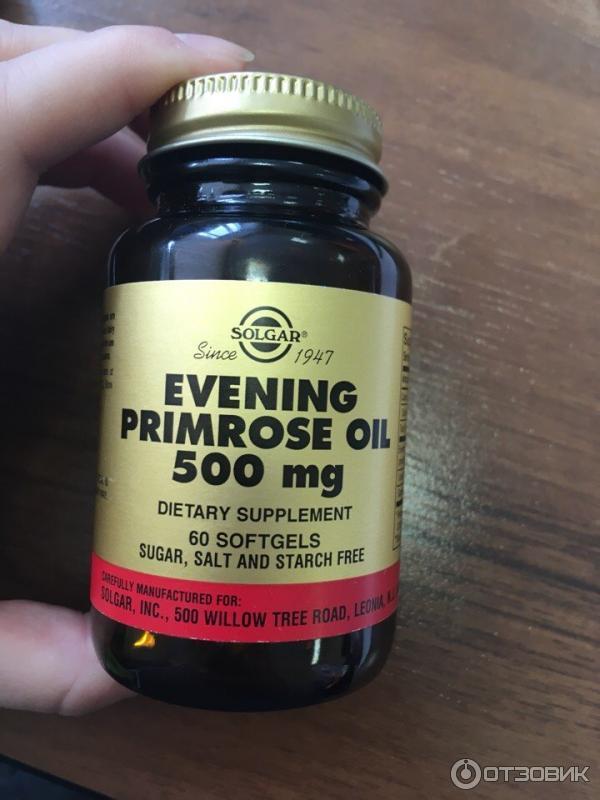 SOLGAR®
Since 1947
EVENING
PRIMROSE OIL
500 mg
DIETARY SUPPLEMENT
60 SOFTGELS
SUGAR, SALT AND STARCH FREE
CAREFULLY MANUFACTURED FOR:
SOLGAR, INC., 500 WILLOW TREE ROAD, LEONIA, N.J.
ОТЗОВИК